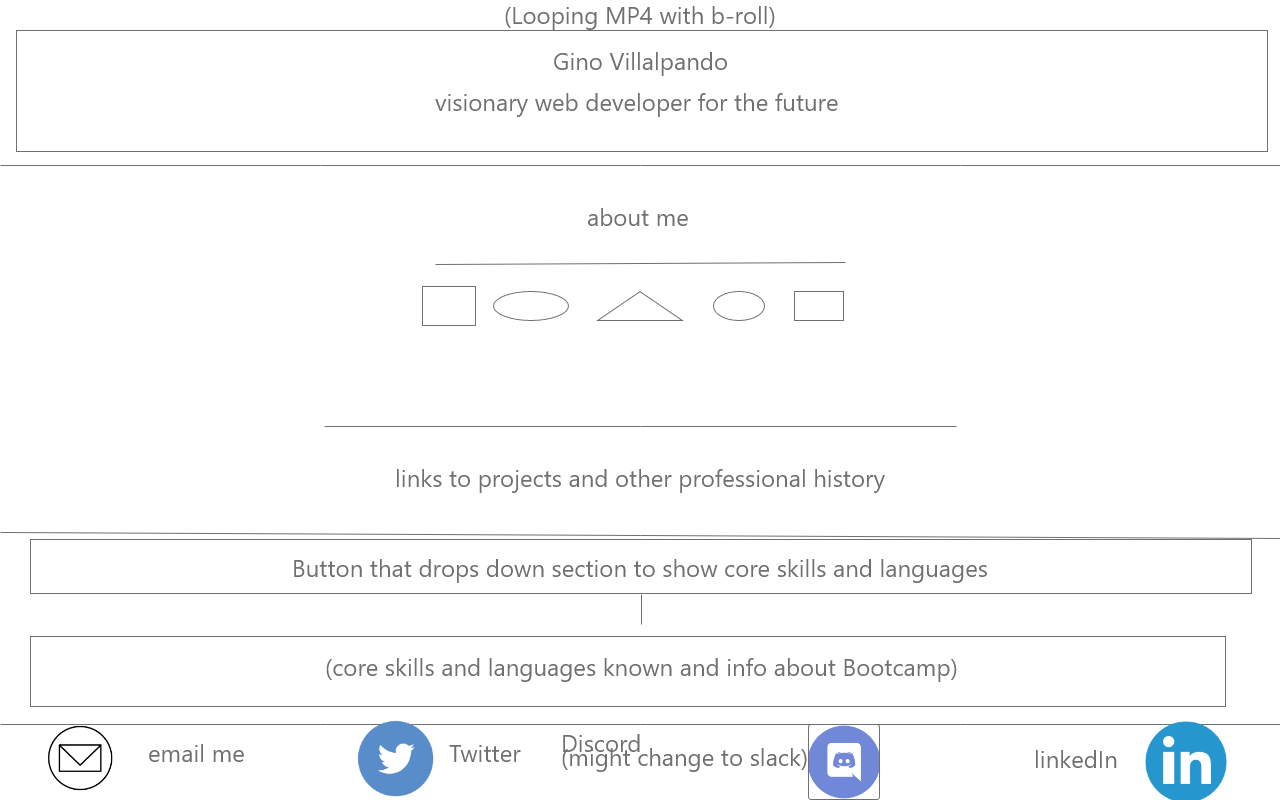 (Looping MP4 with b-roll)
Gino Villalpando
visionary web developer for the future
about me
links to projects and other professional history
Button that drops down section to show core skills and languages
(core skills and languages known and info about Bootcamp)
email me
Twitter
Discord
(might change to slack)
linkedIn
in